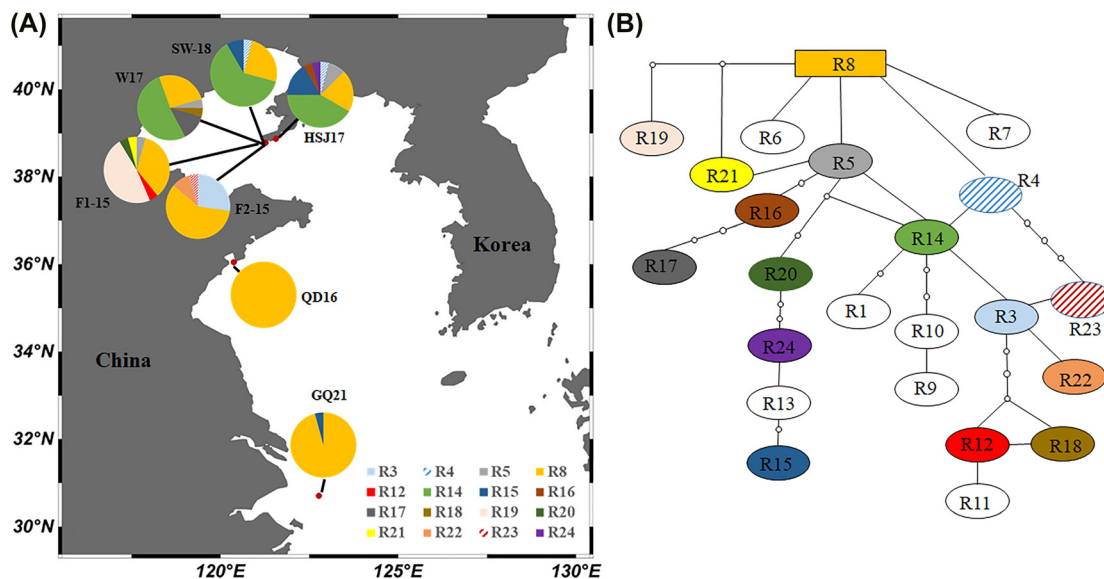 (A)
(B)
SW-18
W17
HSJ17
F1-15
F2-15
QD16
GQ21
China
Korea
40°N
38°N
36°N
34°N
32°N
30°N
120°E
125°E
130°E
R3 R4 R5 R8
R12 R14 R15 R16
R17 R18 R19 R20
R21 R22 R23 R24
R8
R19
R6
R7
R21
R5
R4
R16
R14
R17
R20
R1
R3
R23
R10
R24
R22
R9
R13
R12
R18
R15
R11